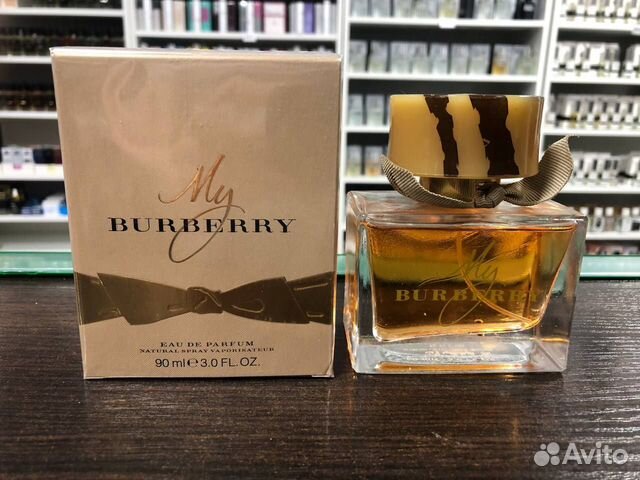 My
BURBERRY
EAU DE PARFUM
NATURAL SPRAY VAPORISATEUR
90 ml ℮ 3.0 FL.OZ.
My
BURBERRY
Avito